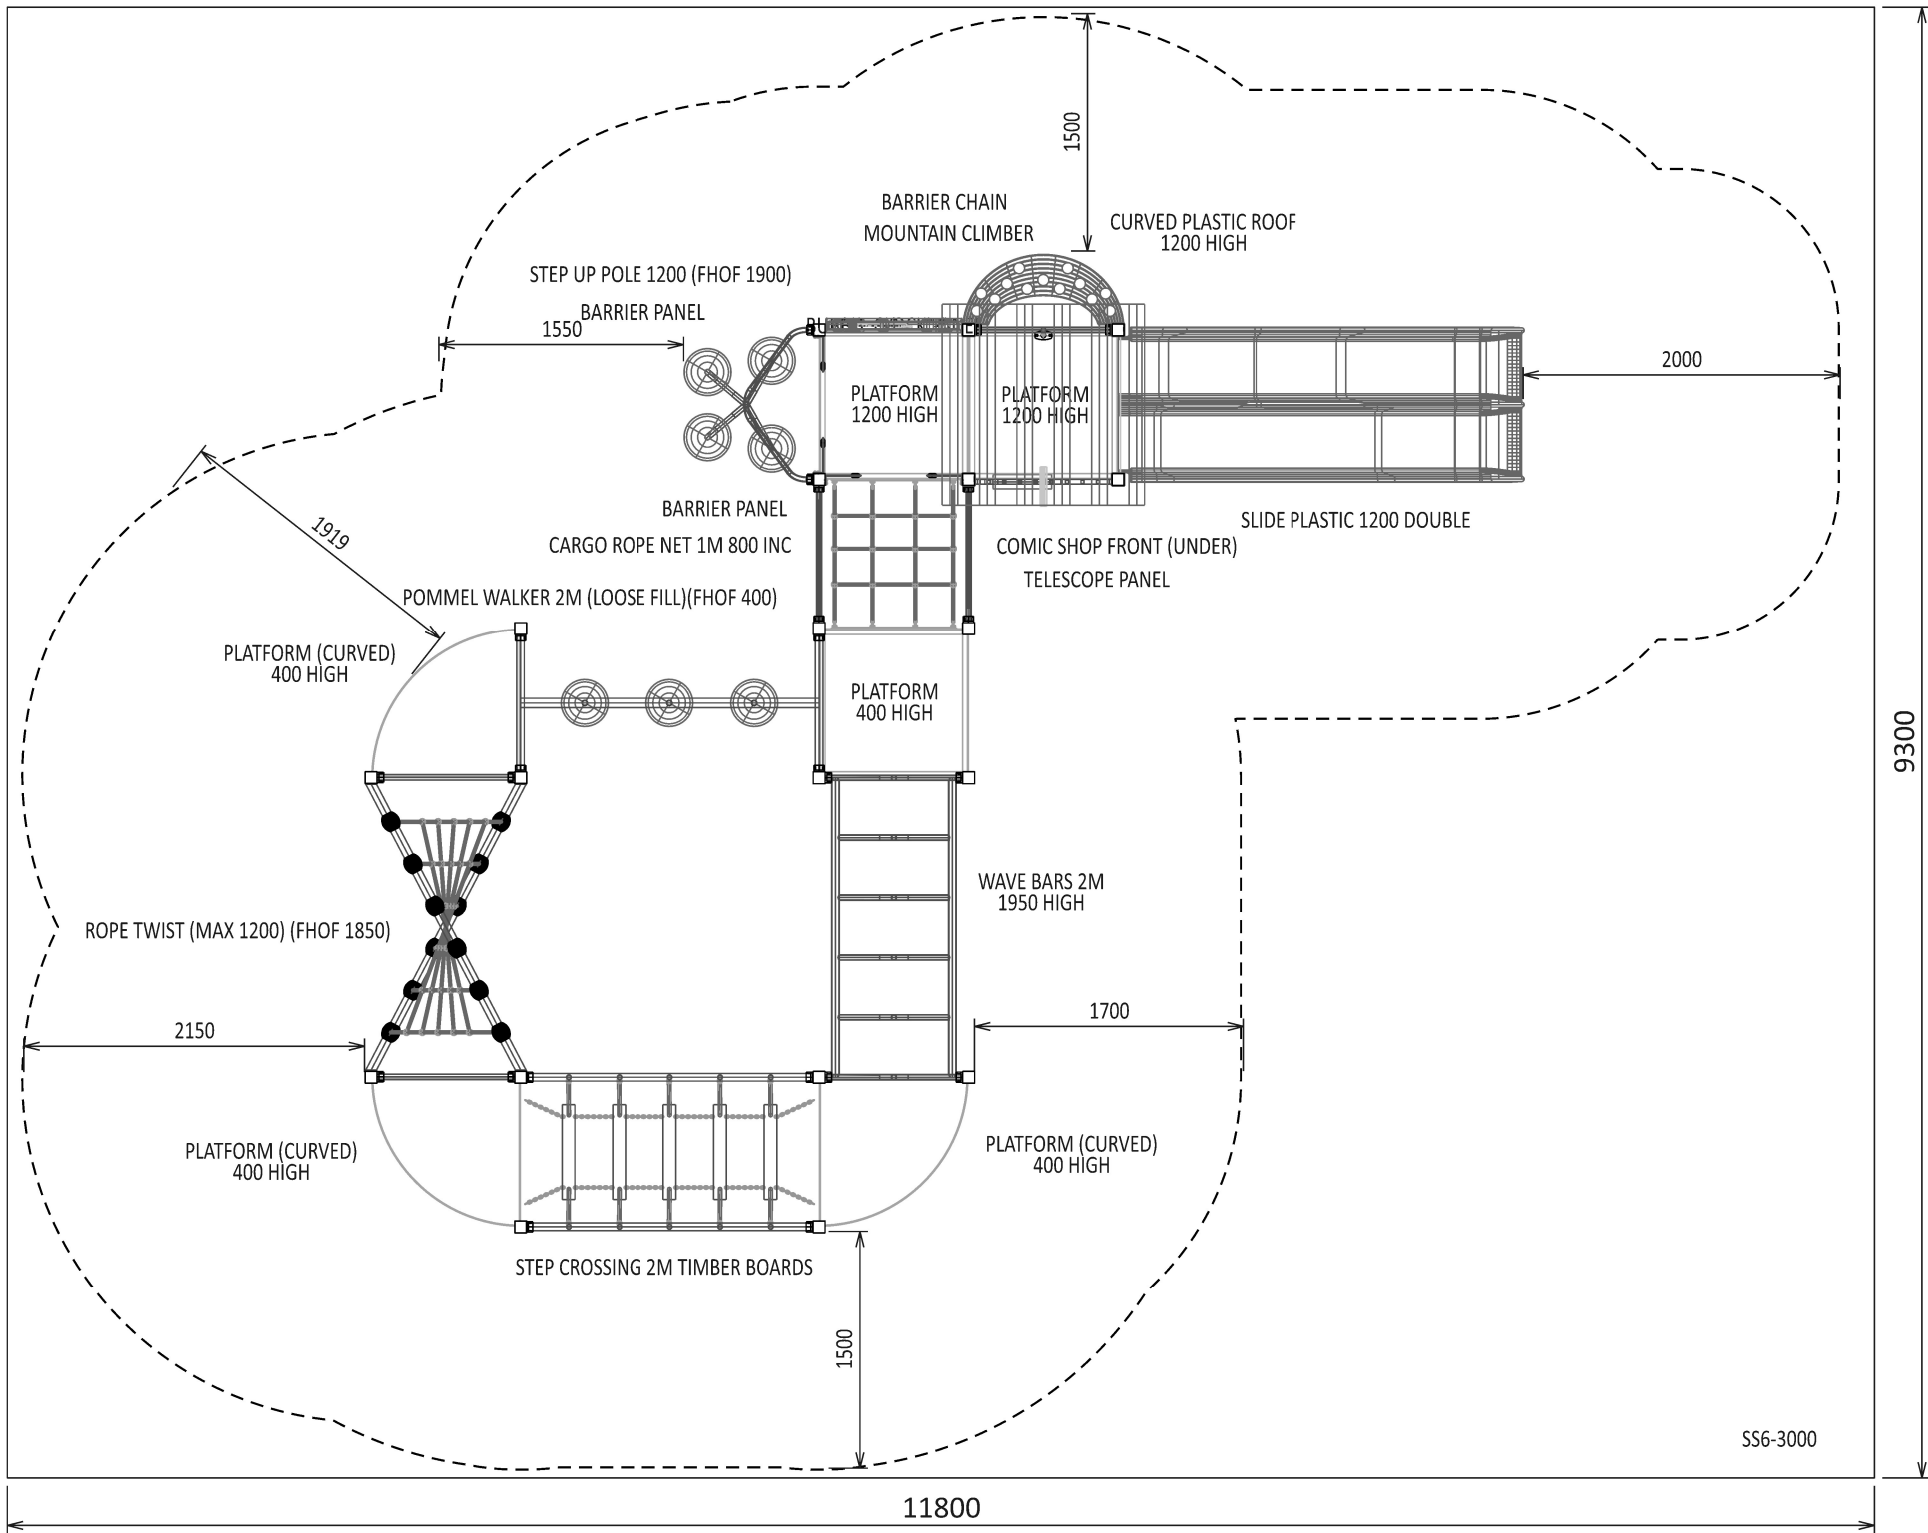 1500
BARRIER CHAIN
MOUNTAIN CLIMBER
CURVED PLASTIC ROOF
1200 HIGH
STEP UP POLE 1200 (FHOF 1900)
BARRIER PANEL
1550
2000
PLATFORM
1200 HIGH
PLATFORM
1200 HIGH
BARRIER PANEL
SLIDE PLASTIC 1200 DOUBLE
CARGO ROPE NET 1M 800 INC
COMIC SHOP FRONT (UNDER)
TELESCOPE PANEL
1919
POMMEL WALKER 2M (LOOSE FILL)(FHOF 400)
PLATFORM (CURVED)
400 HIGH
PLATFORM
400 HIGH
9300
WAVE BARS 2M
1950 HIGH
ROPE TWIST (MAX 1200) (FHOF 1850)
2150
1700
PLATFORM (CURVED)
400 HIGH
PLATFORM (CURVED)
400 HIGH
STEP CROSSING 2M TIMBER BOARDS
1500
SS6-3000
11800